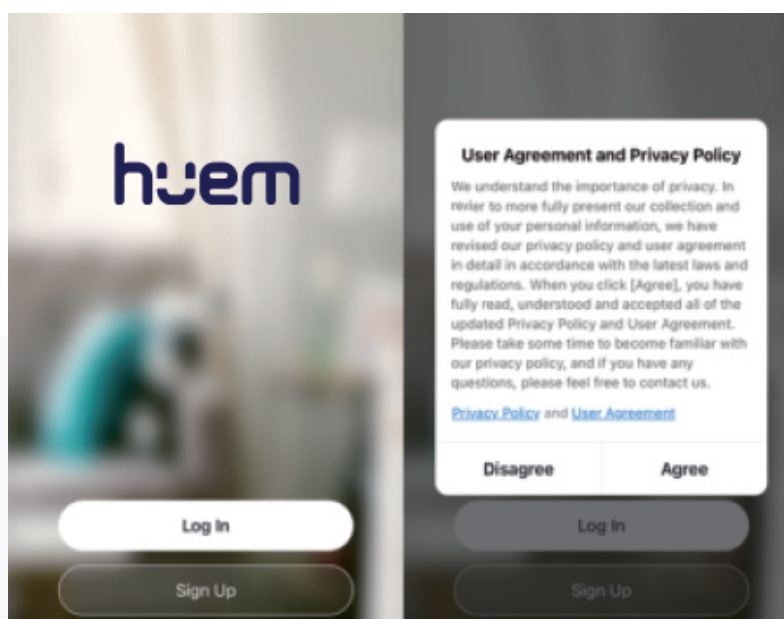 huem
Log In
Sign Up
User Agreement and Privacy Policy
We understand the importance of privacy. In
revier to more fully present our collection and
use of your personal information, we have
revised our privacy policy and user agreement
in detail in accordance with the latest laws and
regulations. When you click [Agree], you have
fully read, understood and accepted all of the
updated Privacy Policy and User Agreement.
Please take some time to become familiar with
our privacy policy, and if you have any
questions, please feel free to contact us.
Privacy Policy and User Agreement
Disagree Agree
Log In
Sign Up